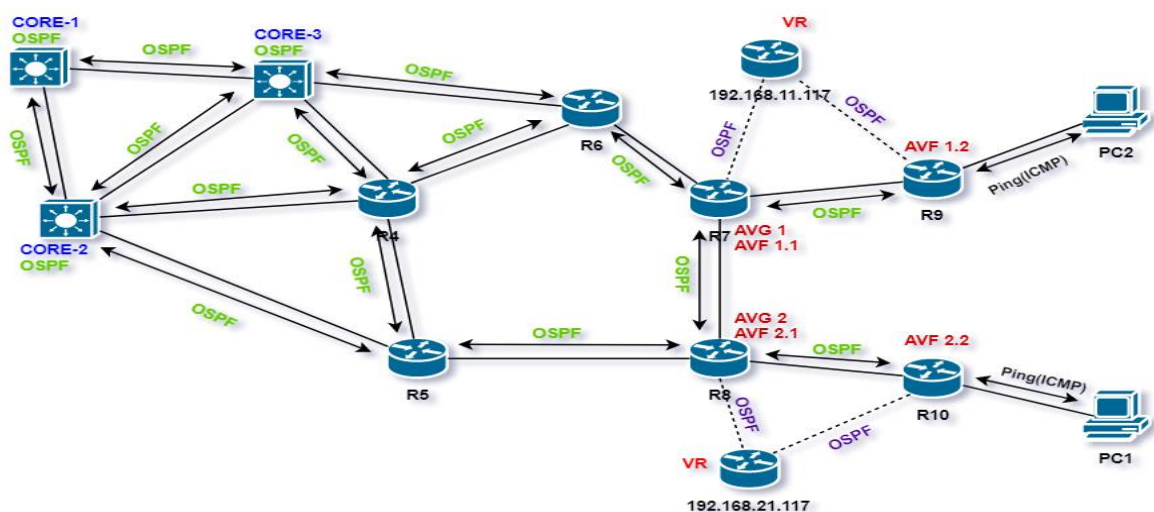 CORE-1
OSPF
OSPF
CORE-3
OSPF
OSPF
VR
192.168.11.117
OSPF
OSPF
OSPF
OSPF
OSPF
OSPF
R6
OSPF
AVF 1.2
R9
Ping(ICMP)
PC2
OSPF
R4
R7
OSPF
AVG 1
AVF 1.1
CORE-2
OSPF
OSPF
OSPF
OSPF
OSPF
R5
AVG 2
AVF 2.1
R8
OSPF
AVF 2.2
R10
Ping(ICMP)
PC1
OSPF
OSPF
VR
192.168.21.117